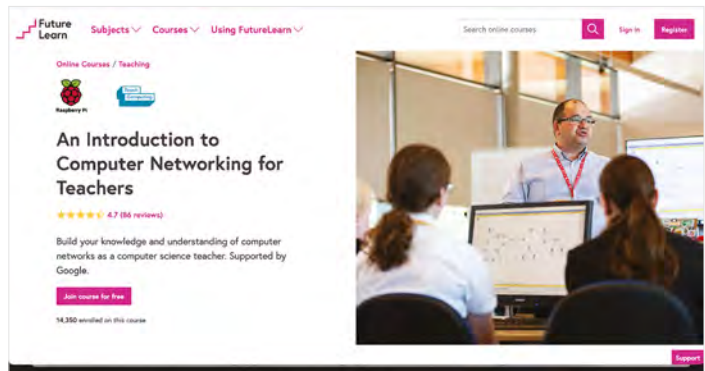 Future
Learn
Subjects
Courses
Using FutureLearn
Search online courses
Sign in
Register
Online Courses / Teaching
Raspberry Pi
Teach
Computing
An Introduction to
Computer Networking for
Teachers
4.7 (86 reviews)
Build your knowledge and understanding of computer
networks as a computer science teacher. Supported by
Google.
Join course for free
14,350 enrolled on this course
Support